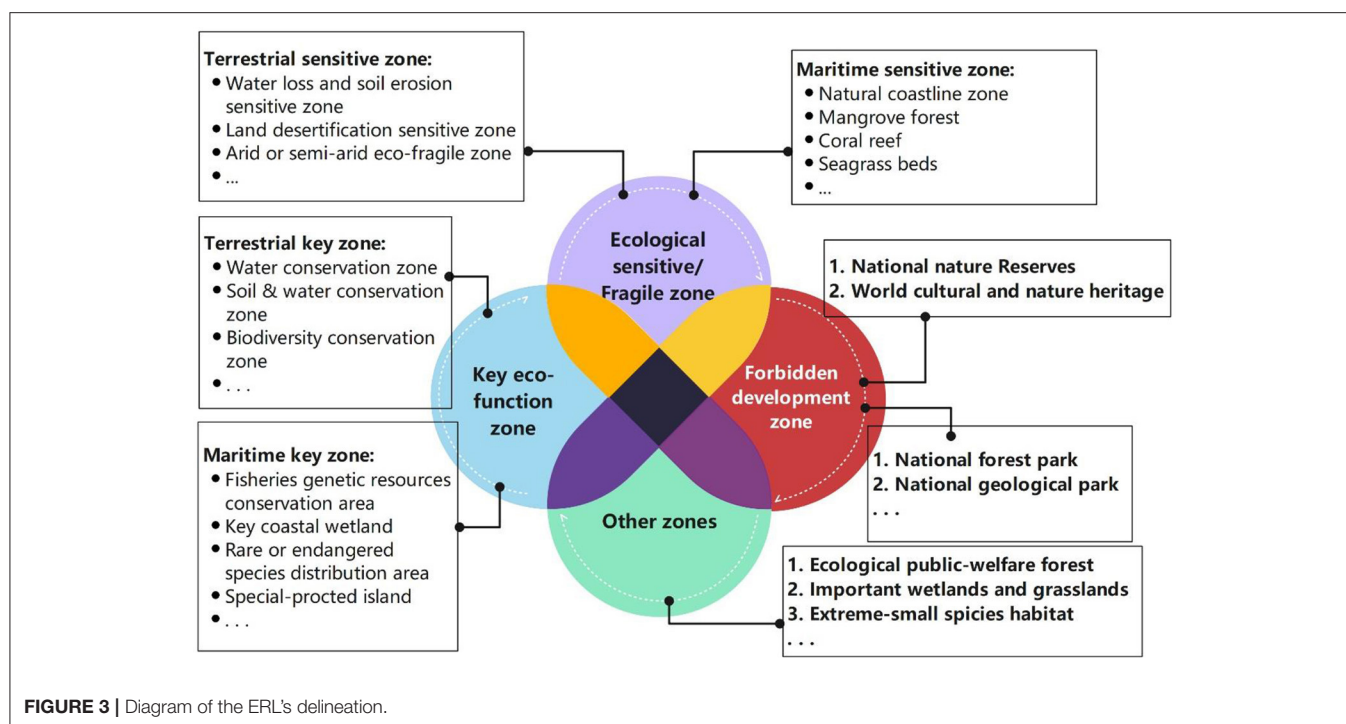 Terrestrial sensitive zone:
● Water loss and soil erosion
sensitive zone
● Land desertification sensitive zone
● Arid or semi-arid eco-fragile zone
● ...
Maritime sensitive zone:
● Natural coastline zone
● Mangrove forest
● Coral reef
● Seagrass beds
● ...
Terrestrial key zone:
● Water conservation zone
● Soil & water conservation
zone
● Biodiversity conservation
zone
● . . .
Ecological
sensitive/
Fragile zone
1. National nature Reserves
2. World cultural and nature heritage
Key eco-
function
zone
Forbidden
development
zone
Maritime key zone:
● Fisheries genetic resources
conservation area
● Key coastal wetland
● Rare or endangered
species distribution area
● Special-procted island
● . . .
1. National forest park
2. National geological park
. . .
Other zones
1. Ecological public-welfare forest
2. Important wetlands and grasslands
3. Extreme-small spicies habitat
. . .
FIGURE 3 | Diagram of the ERL's delineation.